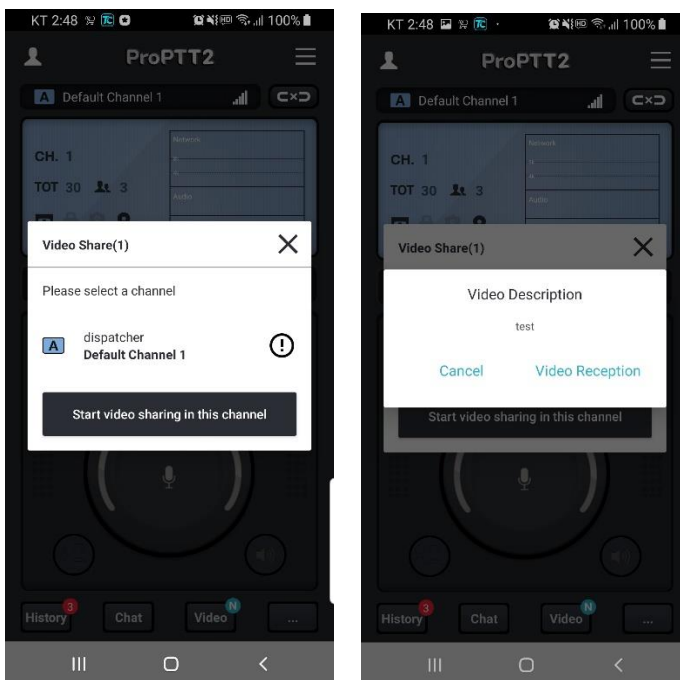 KT 2:48 100%
ProPTT2
A Default Channel 1
Network
CH. 1
TOT 30 3
Audio
Video Share(1)
Please select a channel
A dispatcher
Default Channel 1
Start video sharing in this channel
3
N
History Chat Video ...
KT 2:48 100%
ProPTT2
A Default Channel 1
Network
CH. 1
TOT 30 3
Audio
Video Share(1)
Video Description
test
Cancel Video Reception
Start video sharing in this channel
3
N
History Chat Video ...